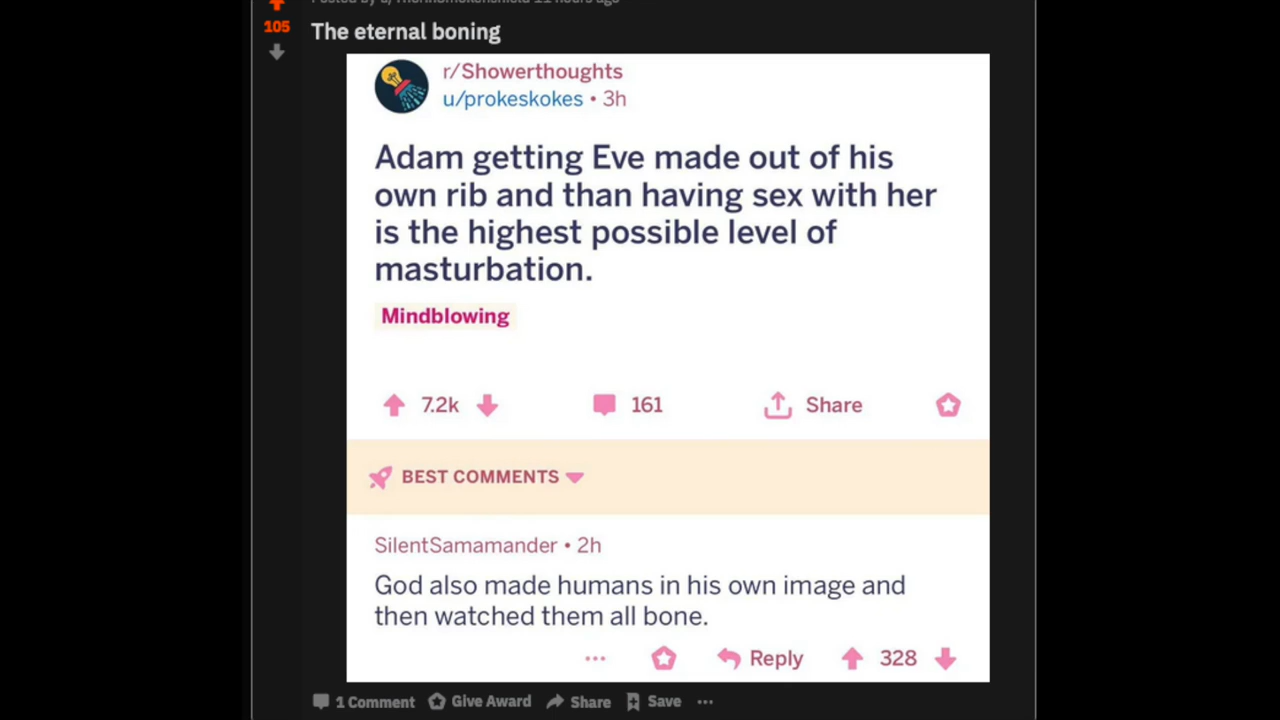 105
The eternal boning
r/Showerthoughts
u/prokeskokes • 3h
Adam getting Eve made out of his
own rib and than having sex with her
is the highest possible level of
masturbation.
Mindblowing
7.2k
161
Share
BEST COMMENTS
SilentSamamander • 2h
God also made humans in his own image and
then watched them all bone.
... Reply 328
1 Comment Give Award Share Save ...